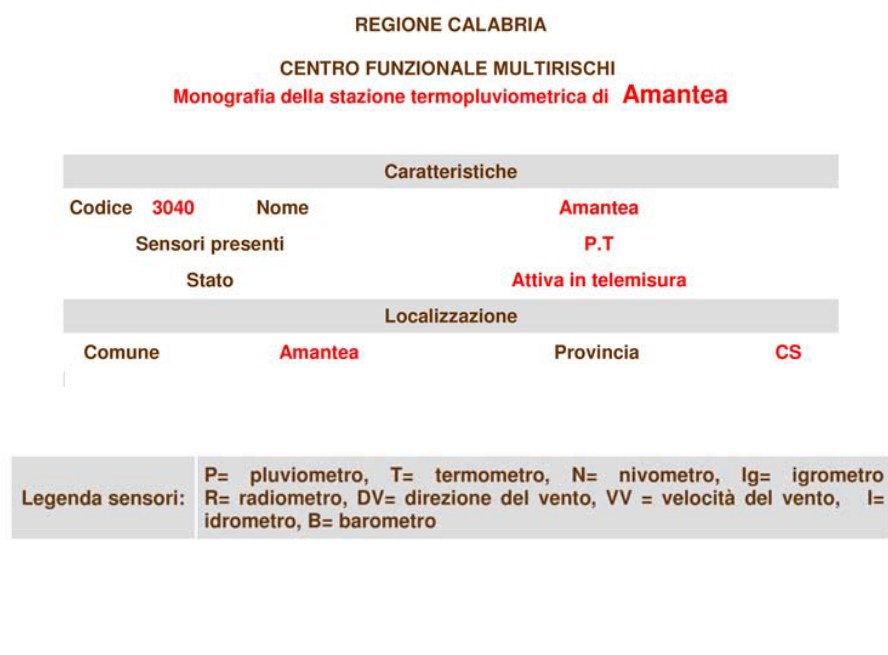 REGIONE CALABRIA
CENTRO FUNZIONALE MULTIRISCHI
Monografia della stazione termopluviometrica di Amantea
Caratteristiche
Codice 3040 Nome Amantea
Sensori presenti P.T
Stato Attiva in telemisura
Localizzazione
Comune Amantea Provincia CS
Legenda sensori: P= pluviometro, T= termometro, N= nivometro, Ig= igrometro
R= radiometro, DV= direzione del vento, VV = velocità del vento, I=
idrometro, B= barometro